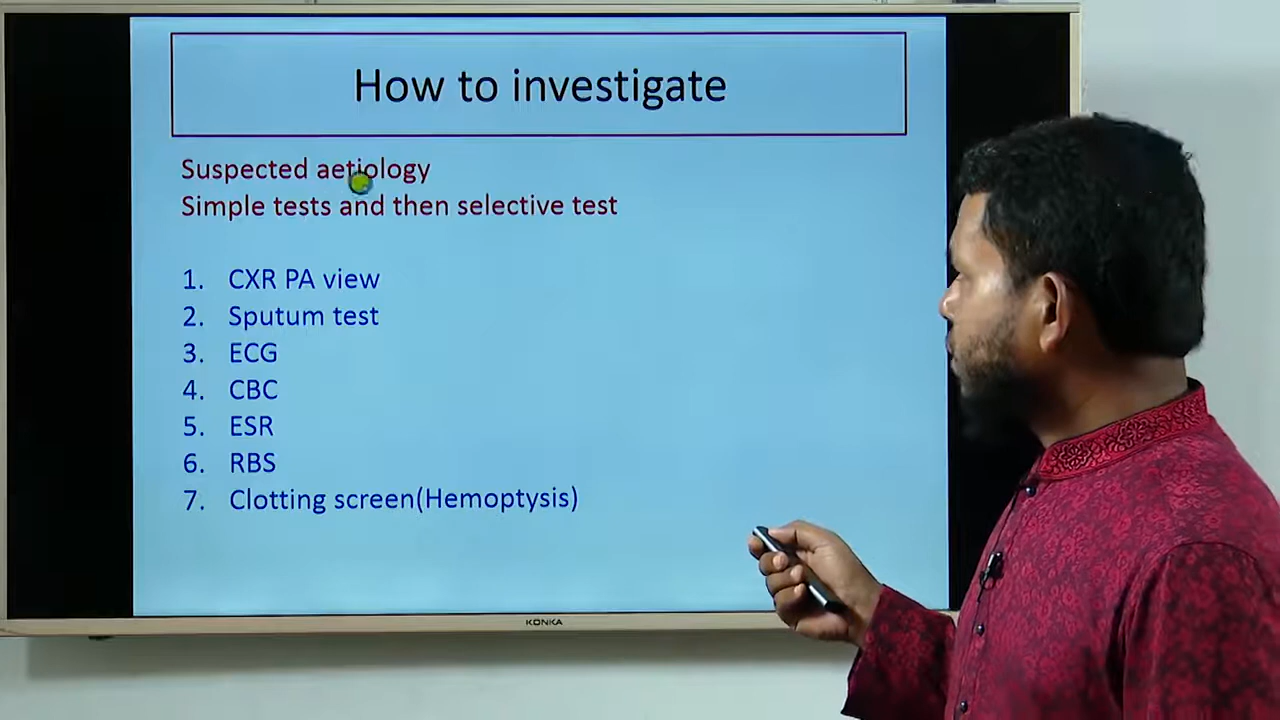 How to investigate
Suspected aetiology
Simple tests and then selective test
1. CXR PA view
2. Sputum test
3. ECG
4. CBC
5. ESR
6. RBS
7. Clotting screen(Hemoptysis)
KONKA